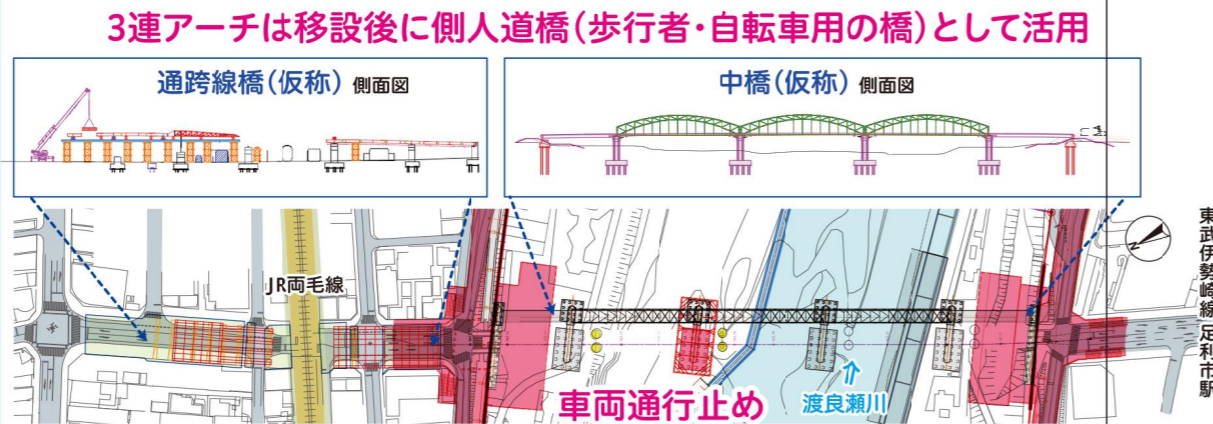 3連アーチは移設後に側人道橋(歩行者・自転車用の橋)として活用
通跨線橋(仮称) 側面図
中橋(仮称) 側面図
JR両毛線
N
東武伊勢崎線 足利市駅
車両通行止め
渡良瀬川